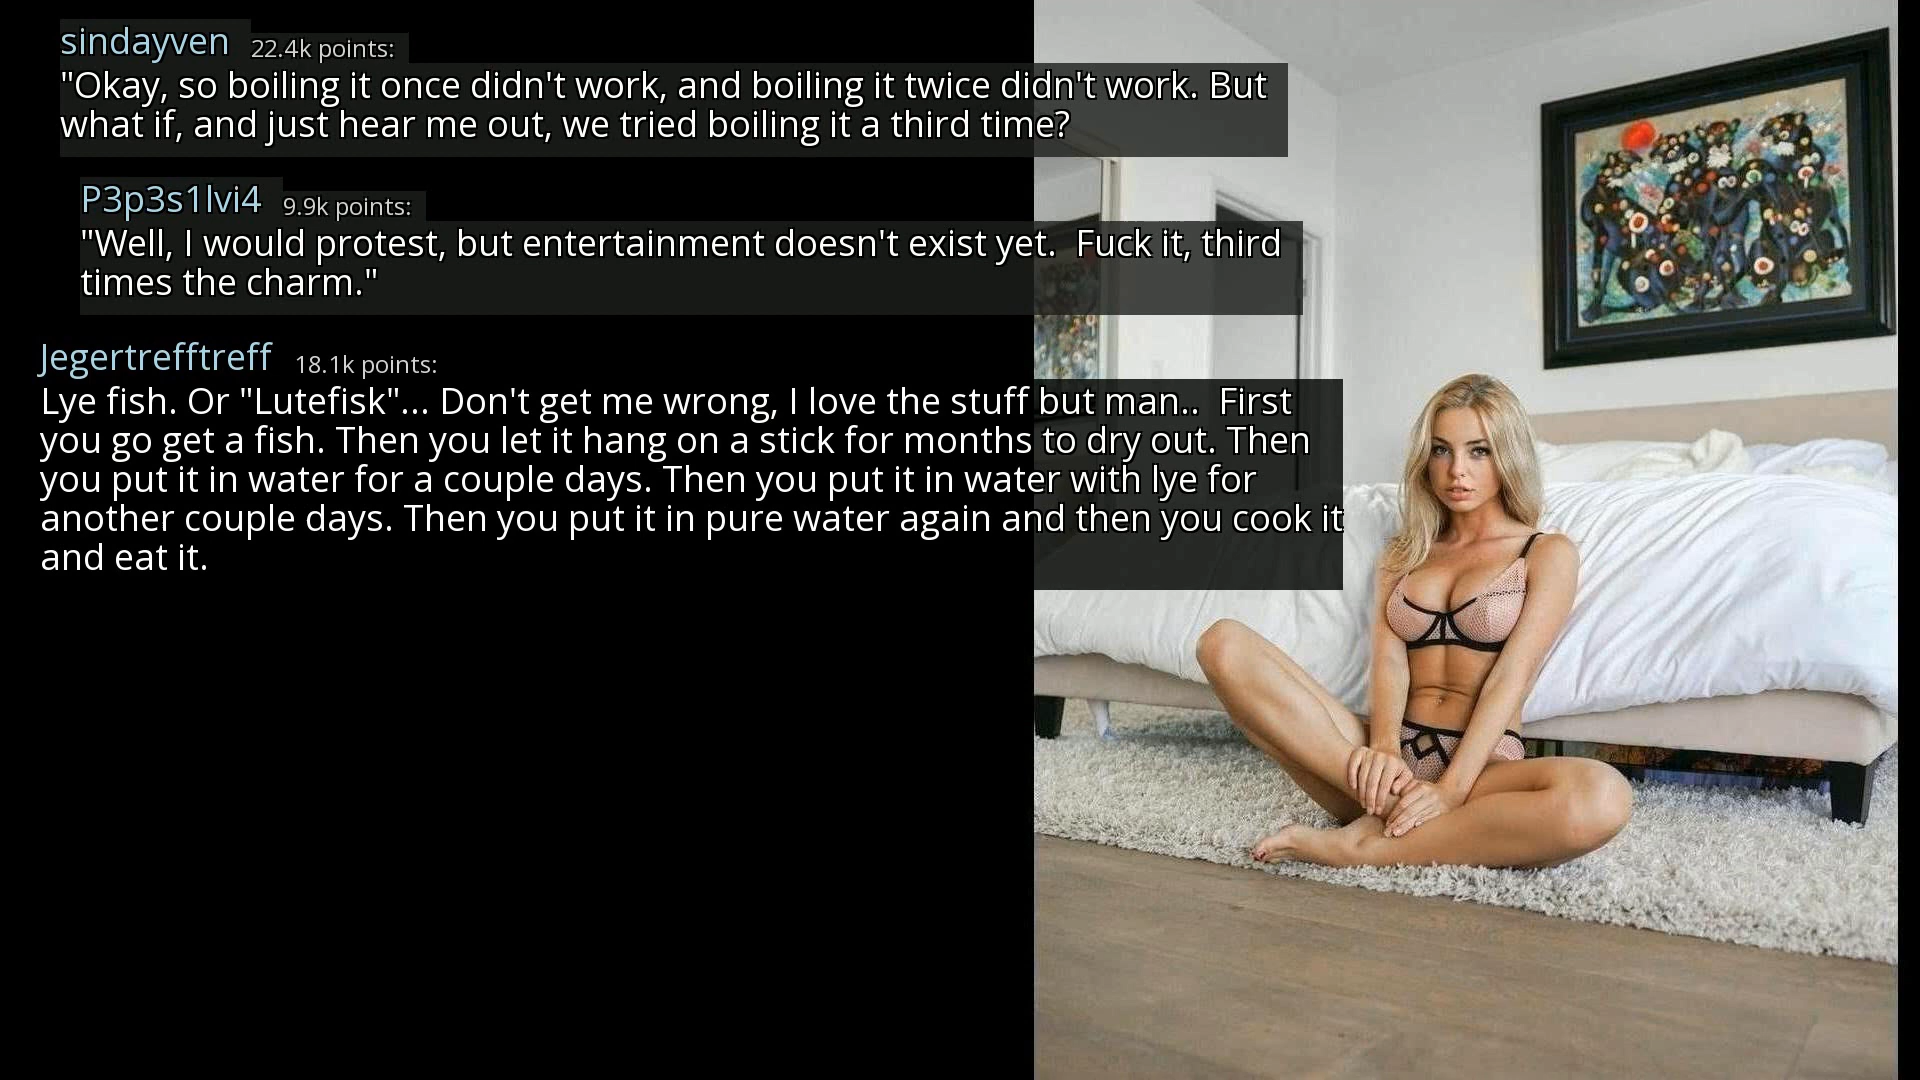 sindayven 22.4k points:
"Okay, so boiling it once didn't work, and boiling it twice didn't work. But
what if, and just hear me out, we tried boiling it a third time?
P3p3s1lvi4 9.9k points:
"Well, I would protest, but entertainment doesn't exist yet.  Fuck it, third
times the charm."
Jegertrefftreff 18.1k points:
Lye fish. Or "Lutefisk"... Don't get me wrong, I love the stuff but man..  First
you go get a fish. Then you let it hang on a stick for months to dry out. Then
you put it in water for a couple days. Then you put it in water with lye for
another couple days. Then you put it in pure water again and then you cook it
and eat it.